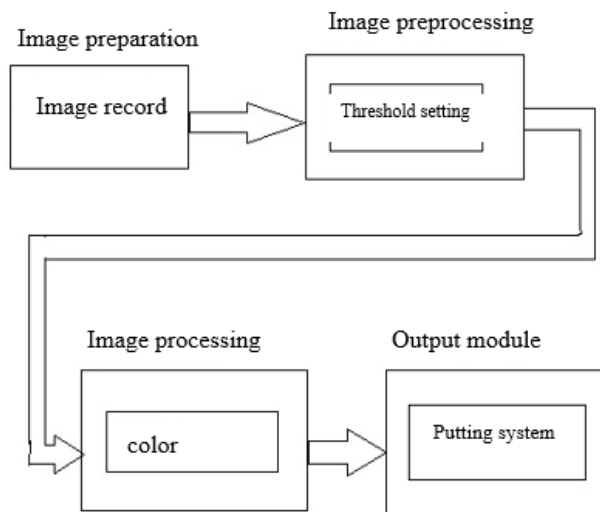 Image preparation
Image preprocessing
Image record
Threshold setting
Image processing
Output module
color
Putting system